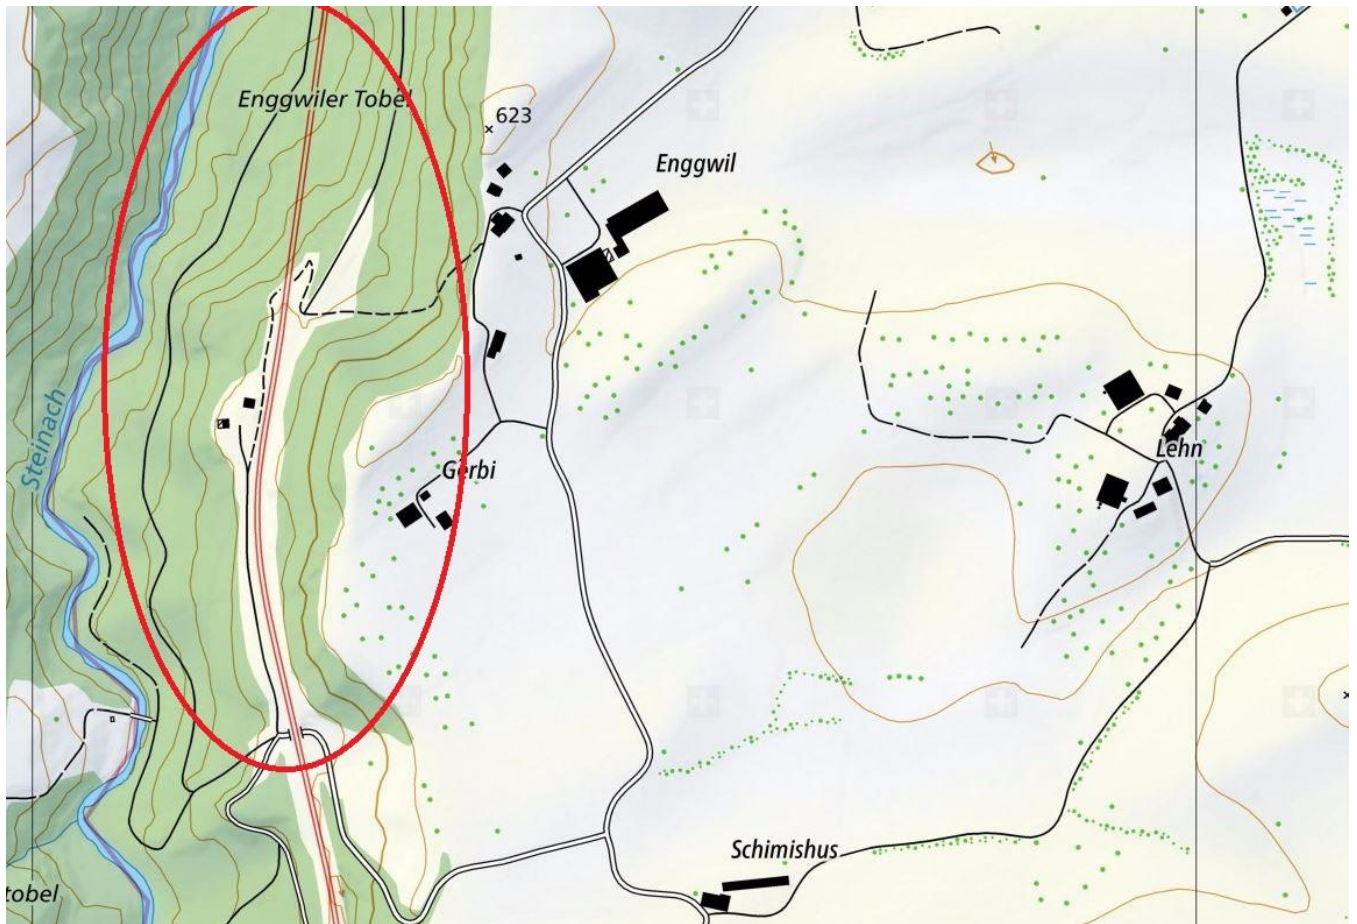 Enggwiler Tobel
623
Enggwil
Steinach
Gerbi
Lehn
Schimishus
tobel